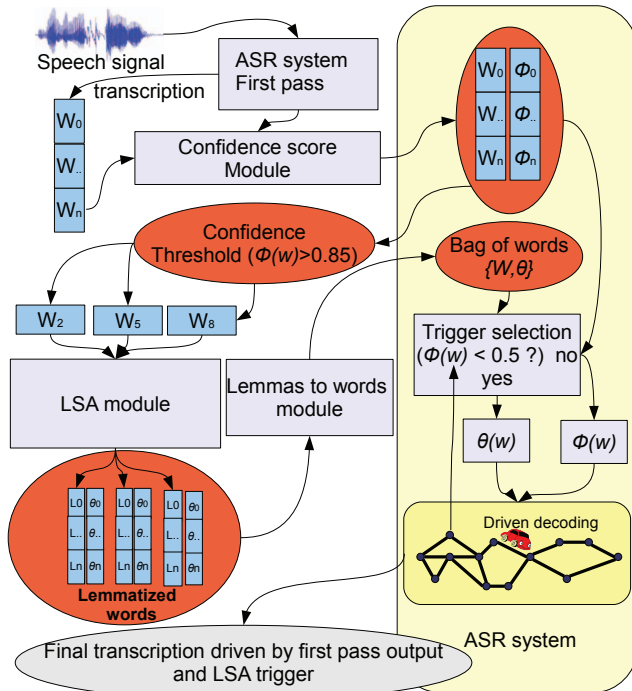 Speech signal
transcription
ASR system
First pass
W0
W..
Wn
Confidence score
Module
W0 Φ0
W.. Φ..
Wn Φn
Confidence
Threshold (Φ(w)>0.85)
Bag of words
{W,θ}
W2
W5
W8
Trigger selection
(Φ(w) < 0.5 ?) no
yes
LSA module
Lemmas to words
module
θ(w)
Φ(w)
L0 θ0 L0 θ0 L0 θ0
L.. θ.. L.. θ.. L.. θ..
Ln θn Ln θn Ln θn
Lemmatized
words
Driven decoding
ASR system
Final transcription driven by first pass output
and LSA trigger